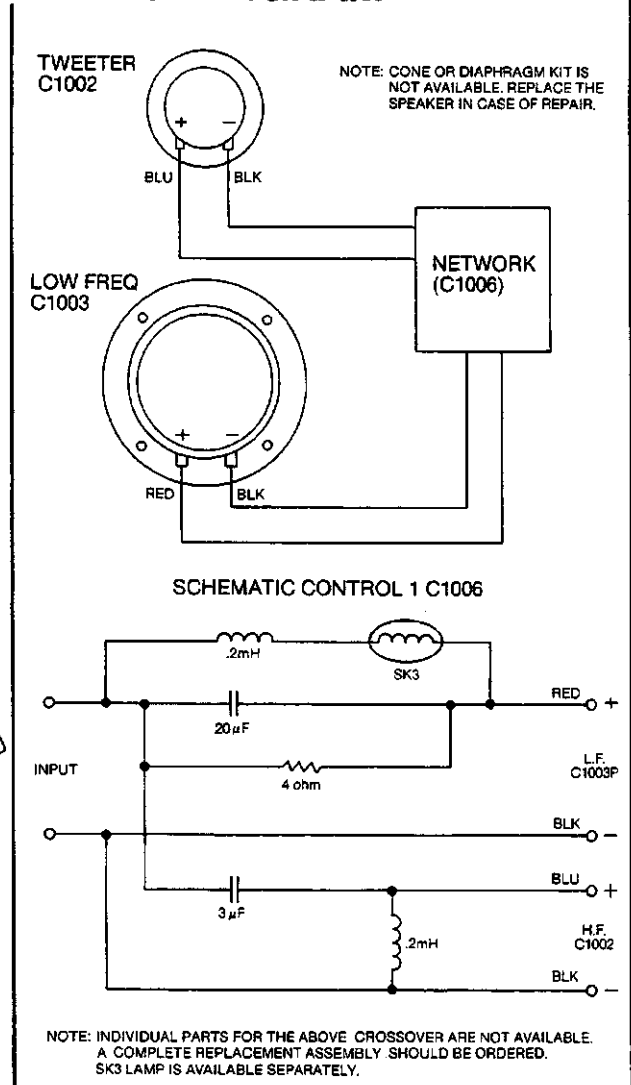 TWEETER
C1002
NOTE: CONE OR DIAPHRAGM KIT IS
NOT AVAILABLE. REPLACE THE
SPEAKER IN CASE OF REPAIR.
+ −
BLU BLK
NETWORK
(C1006)
LOW FREQ
C1003
+ −
RED BLK
SCHEMATIC CONTROL 1 C1006
.2mH
SK3
RED +
20μF
INPUT
4 ohm
L.F.
C1003P
BLK −
BLU +
3μF
.2mH
H.F.
C1002
BLK −
NOTE: INDIVIDUAL PARTS FOR THE ABOVE CROSSOVER ARE NOT AVAILABLE.
A COMPLETE REPLACEMENT ASSEMBLY SHOULD BE ORDERED.
SK3 LAMP IS AVAILABLE SEPARATELY.